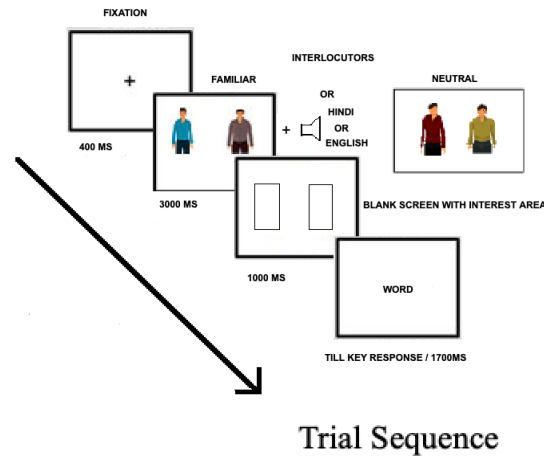 FIXATION
+
400 MS
INTERLOCUTORS
FAMILIAR
3000 MS
+
OR
HINDI
OR
ENGLISH
NEUTRAL
BLANK SCREEN WITH INTEREST AREA
1000 MS
WORD
TILL KEY RESPONSE / 1700MS
Trial Sequence